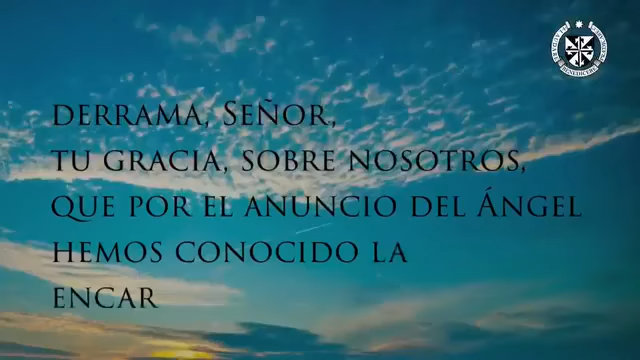 DERRAMA, SEÑOR,
TU GRACIA, SOBRE NOSOTROS,
QUE POR EL ANUNCIO DEL ÁNGEL
HEMOS CONOCIDO LA
ENCAR